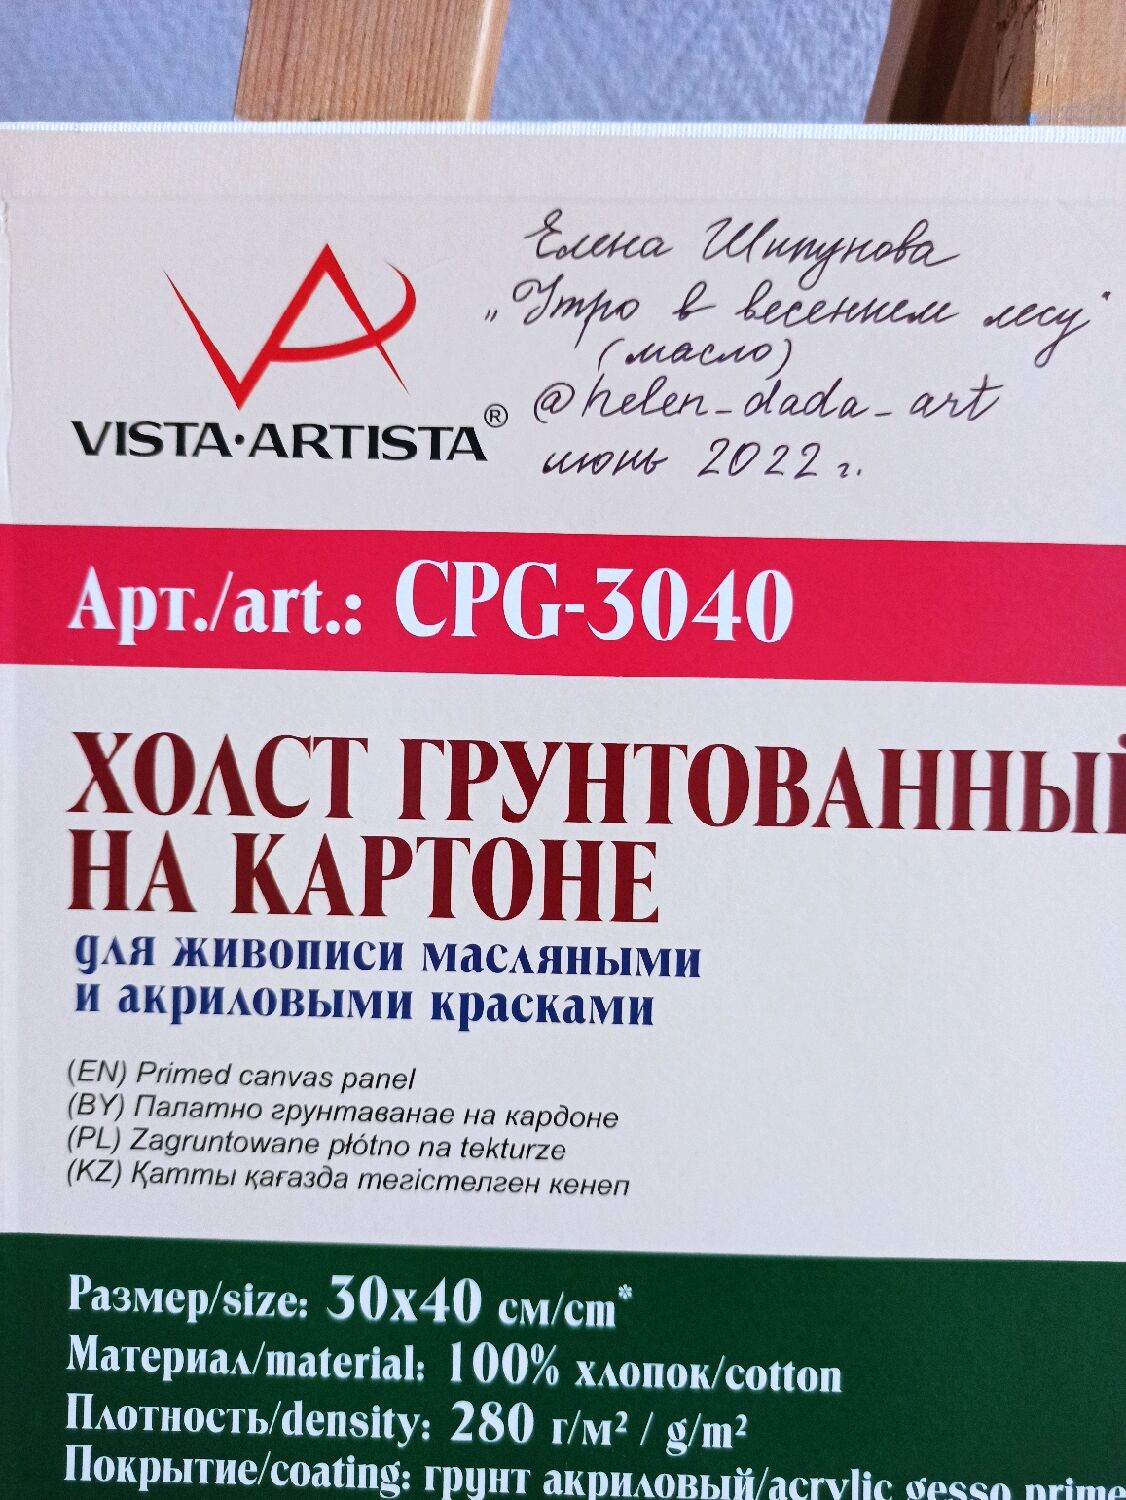 Елена Шипунова
„Утро в весеннем лесу"
(масло)
@helen_dada_art
июнь 2022 г.
VISTA·ARTISTA®
Арт./art.: CPG-3040
ХОЛСТ ГРУНТОВАННЫЙ
НА КАРТОНЕ
для живописи масляными
и акриловыми красками
(EN) Primed canvas panel
(BY) Палатно грунтаванае на кардоне
(PL) Zagruntowane płótno na tekturze
(KZ) Қатты қағазда тегістелген кенеп
Размер/size: 30x40 см/cm*
Материал/material: 100% хлопок/cotton
Плотность/density: 280 г/м² / g/m²
Покрытие/coating: грунт акриловый/acrylic gesso prime